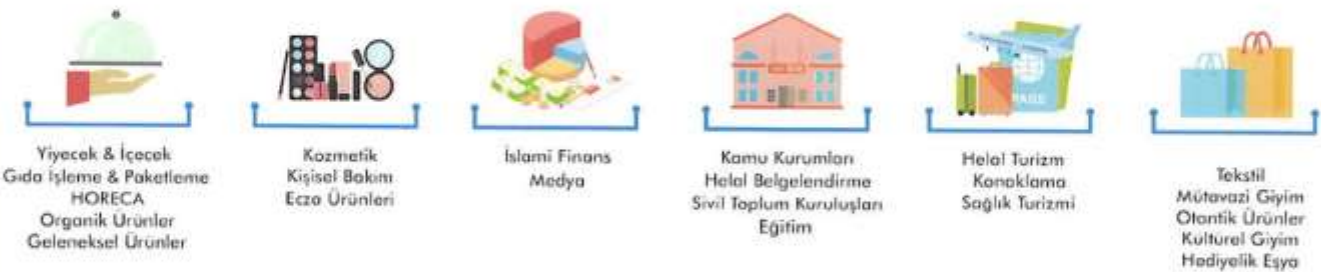 Yiyecek & İçecek
Gıda İşleme & Paketleme
HORECA
Organik Ürünler
Geleneksel Ürünler
Kozmetik
Kişisel Bakım
Ecza Ürünleri
İslami Finans
Medya
Kamu Kurumları
Helal Belgelendirme
Sivil Toplum Kuruluşları
Eğitim
Helal Turizm
Konaklama
Sağlık Turizmi
Tekstil
Mütavazi Giyim
Otantik Ürünler
Kültürel Giyim
Hediyelik Eşya